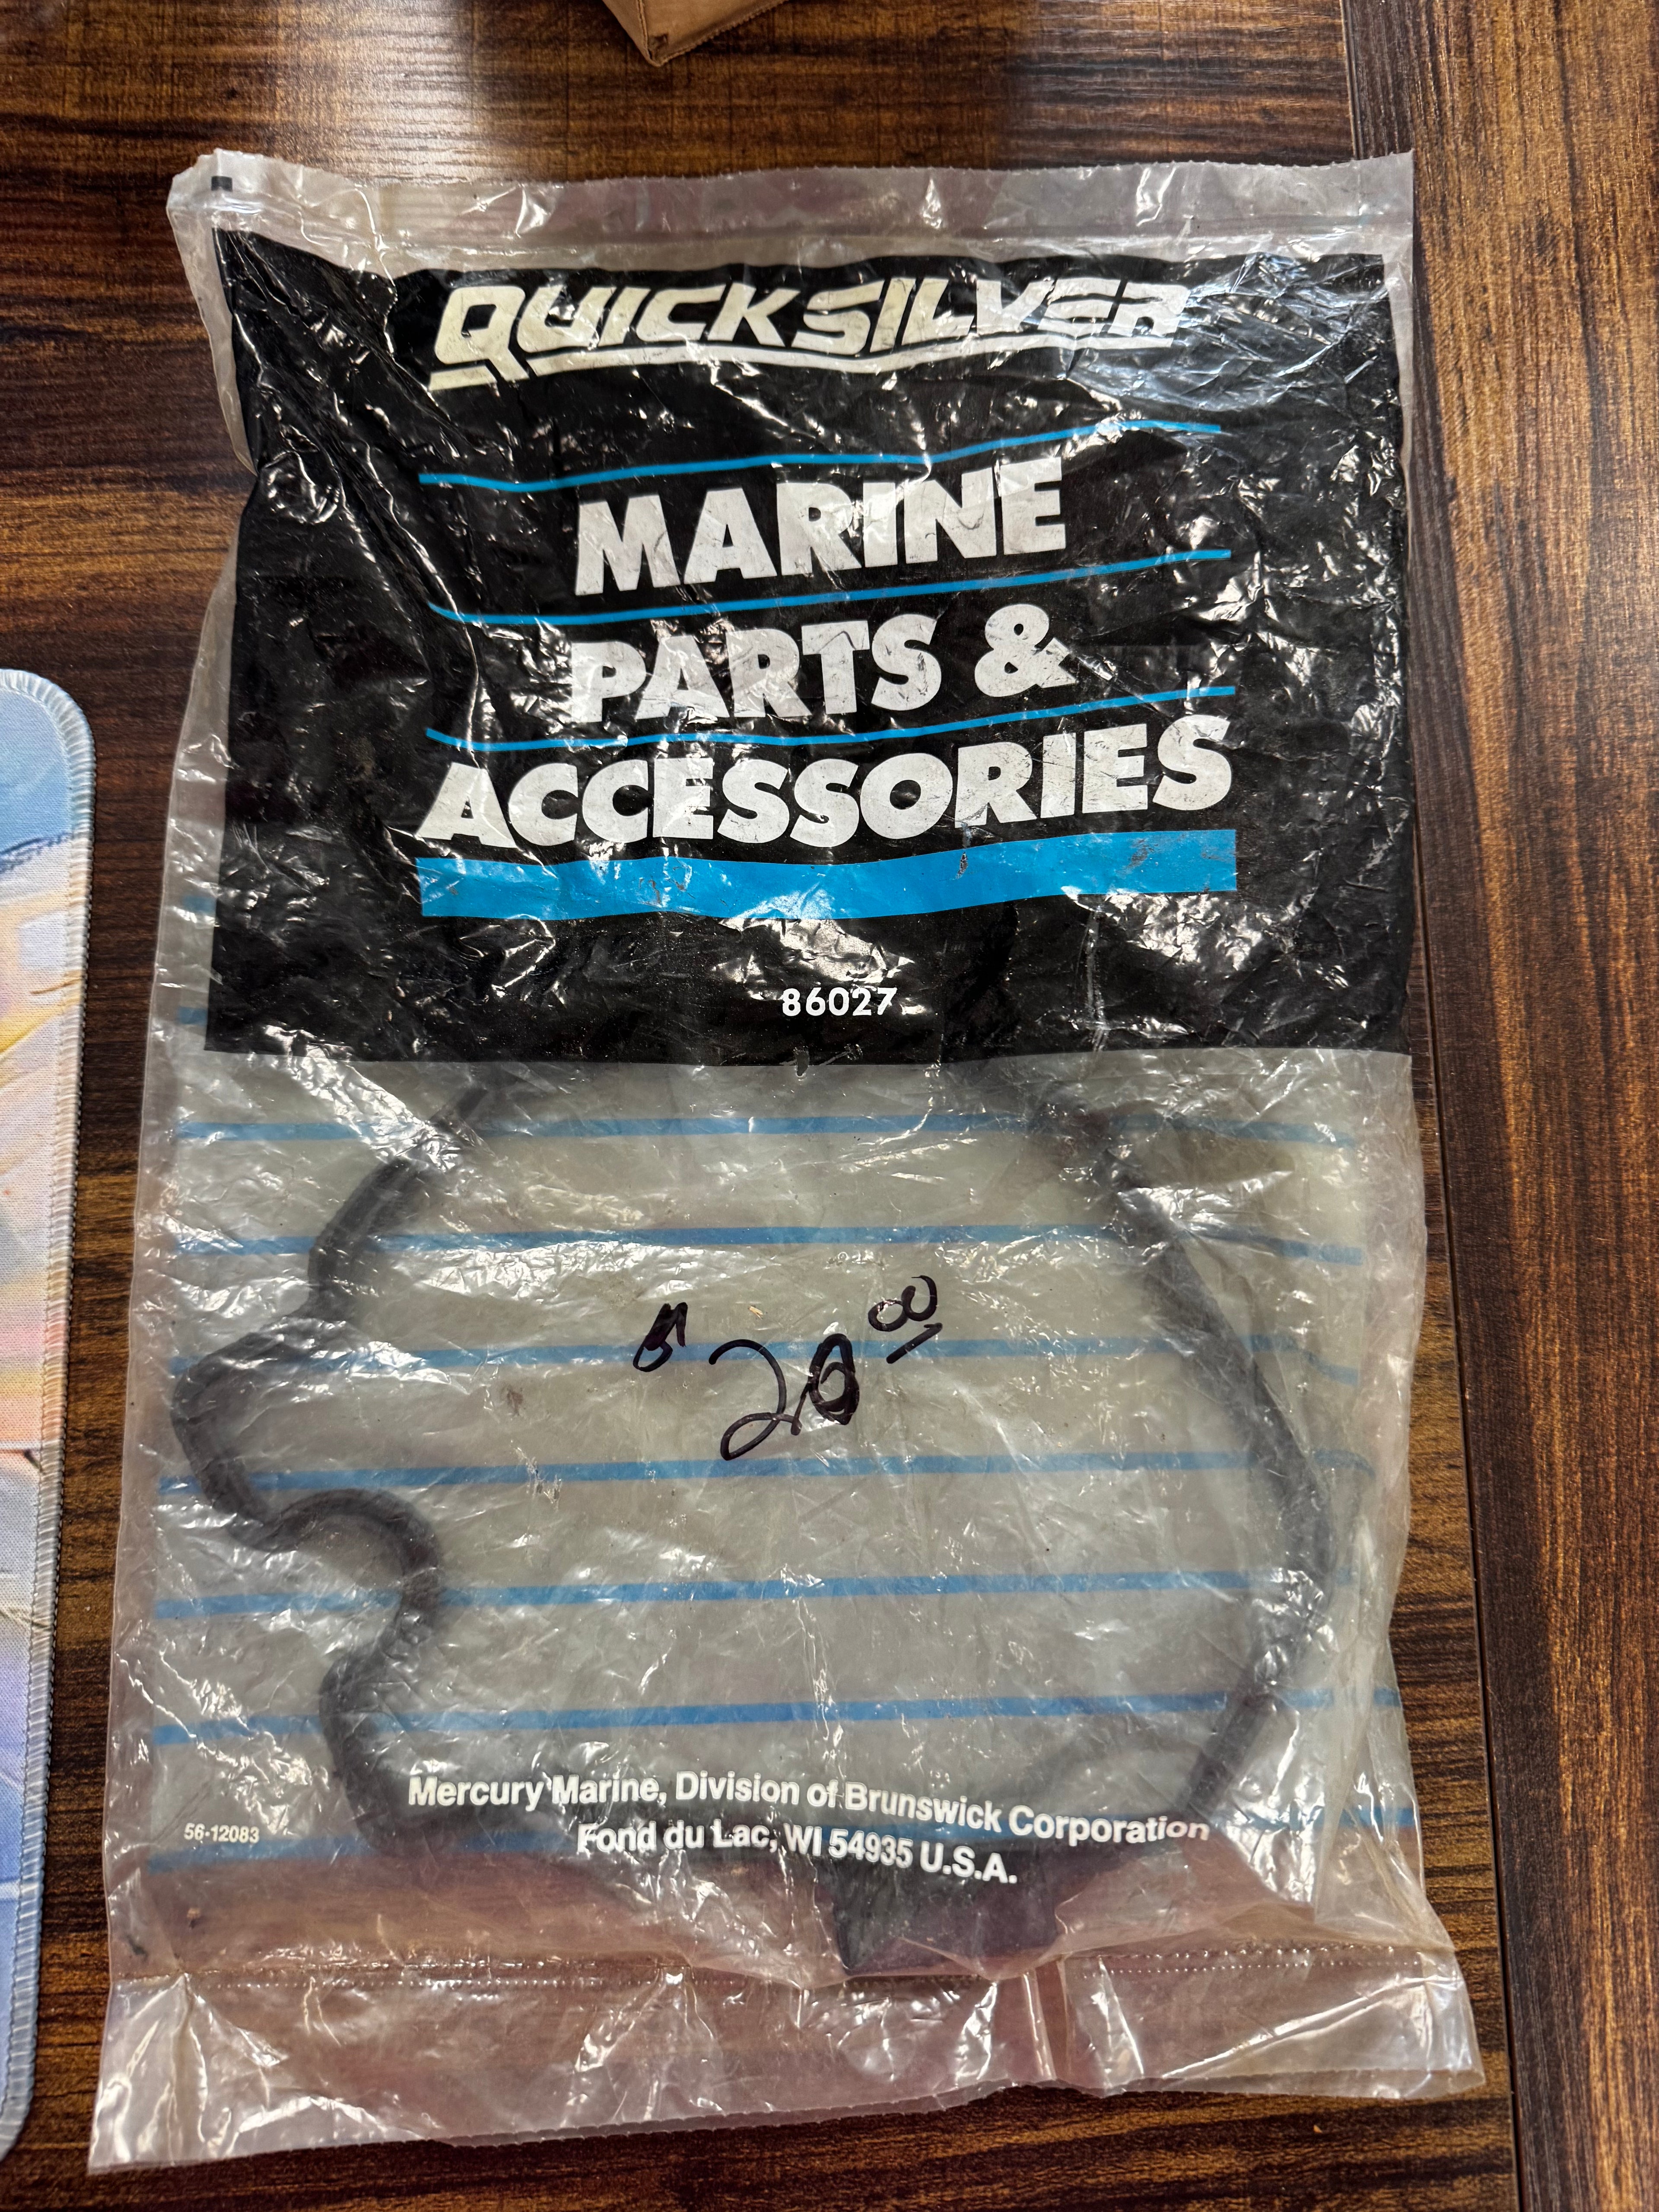 QUICKSILVER
MARINE
PARTS &
ACCESSORIES
86027
$20.00
Mercury Marine, Division of Brunswick Corporation
56-12083
Fond du Lac, WI 54935 U.S.A.